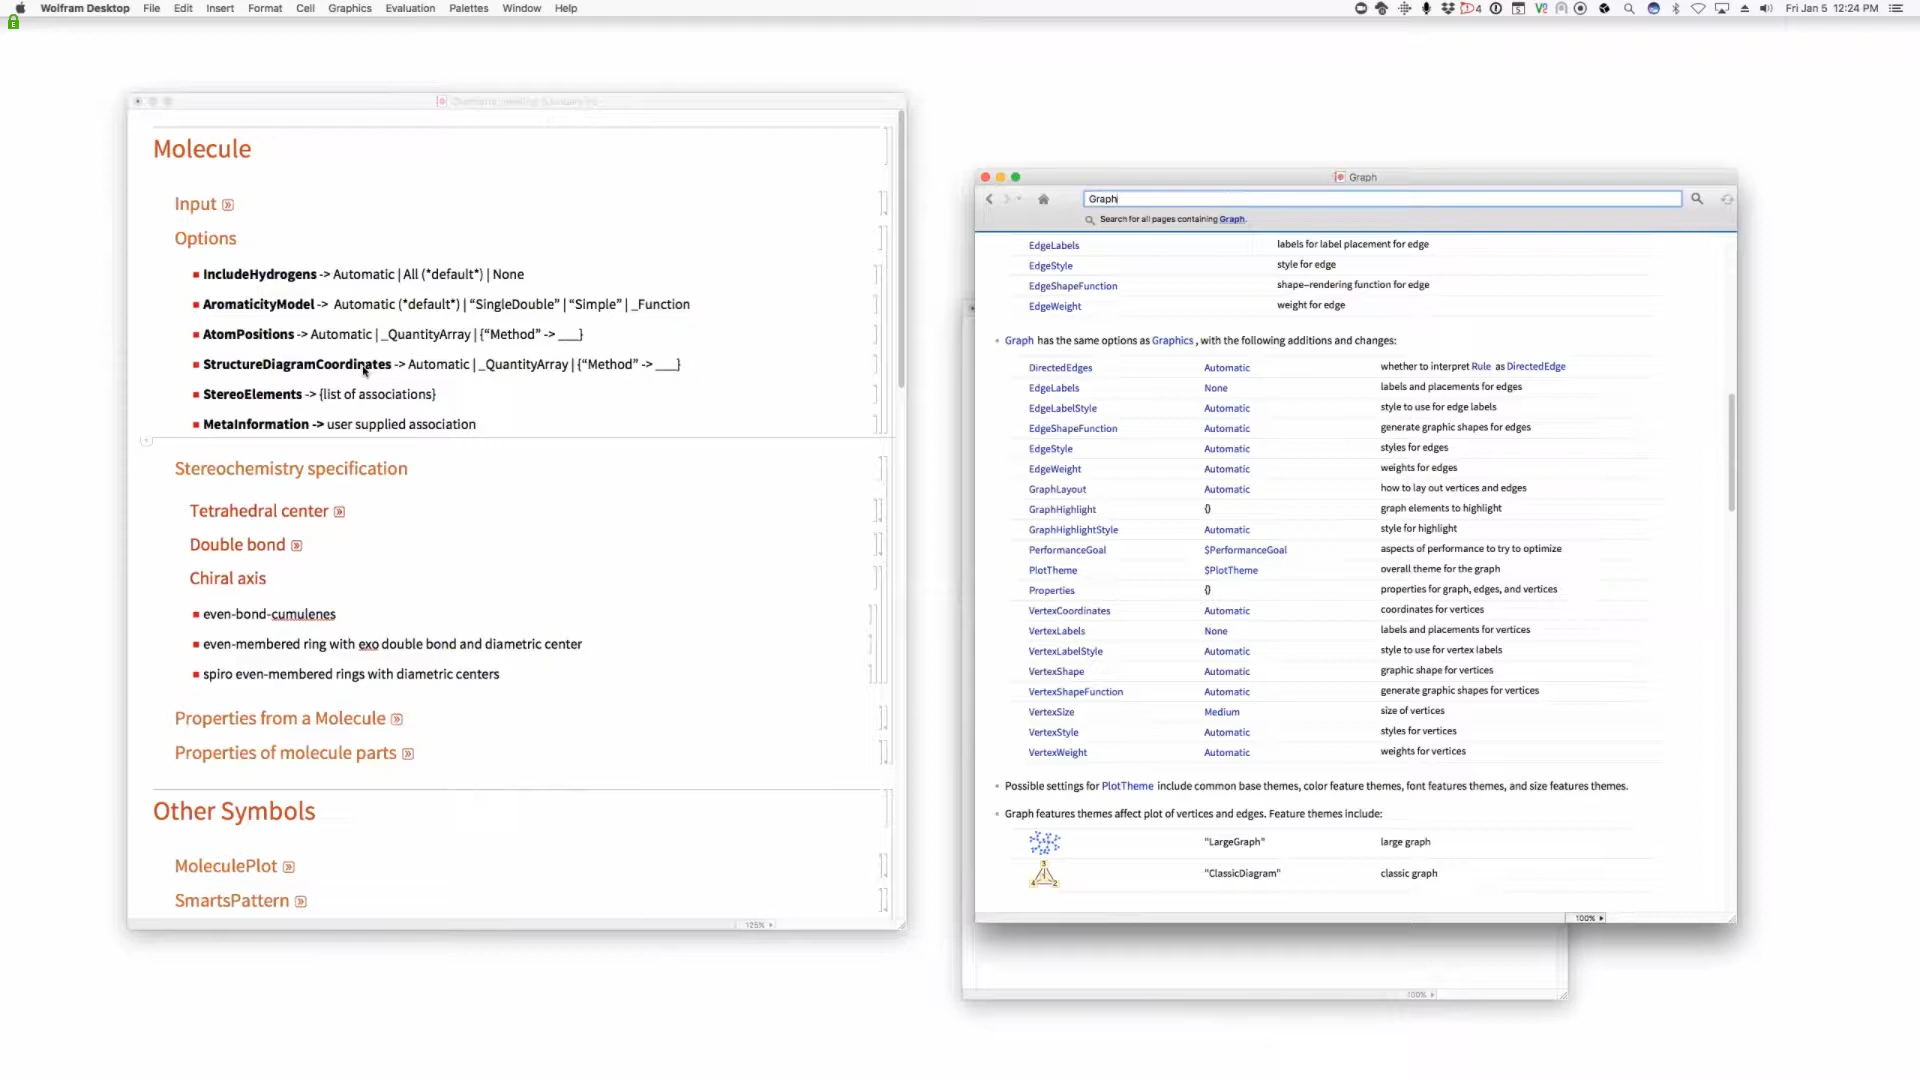 Wolfram Desktop File Edit Insert Format Cell Graphics Evaluation Palettes Window Help
4 Fri Jan 5 12:24 PM
Molecule
Input
Options
IncludeHydrogens -> Automatic | All (*default*) | None
AromaticityModel -> Automatic (*default*) | “SingleDouble” | “Simple” | _Function
AtomPositions -> Automatic | _QuantityArray | {“Method” -> ___}
StructureDiagramCoordinates -> Automatic | _QuantityArray | {“Method” -> ___}
StereoElements -> {list of associations}
MetaInformation -> user supplied association
Stereochemistry specification
Tetrahedral center
Double bond
Chiral axis
even-bond-cumulenes
even-membered ring with exo double bond and diametric center
spiro even-membered rings with diametric centers
Properties from a Molecule
Properties of molecule parts
Other Symbols
MoleculePlot
SmartsPattern
125%
Graph
Graph
Search for all pages containing Graph.
EdgeLabels labels for label placement for edge
EdgeStyle style for edge
EdgeShapeFunction shape-rendering function for edge
EdgeWeight weight for edge
Graph has the same options as Graphics, with the following additions and changes:
DirectedEdges Automatic whether to interpret Rule as DirectedEdge
EdgeLabels None labels and placements for edges
EdgeLabelStyle Automatic style to use for edge labels
EdgeShapeFunction Automatic generate graphic shapes for edges
EdgeStyle Automatic styles for edges
EdgeWeight Automatic weights for edges
GraphLayout Automatic how to lay out vertices and edges
GraphHighlight {} graph elements to highlight
GraphHighlightStyle Automatic style for highlight
PerformanceGoal $PerformanceGoal aspects of performance to try to optimize
PlotTheme $PlotTheme overall theme for the graph
Properties {} properties for graph, edges, and vertices
VertexCoordinates Automatic coordinates for vertices
VertexLabels None labels and placements for vertices
VertexLabelStyle Automatic style to use for vertex labels
VertexShape Automatic graphic shape for vertices
VertexShapeFunction Automatic generate graphic shapes for vertices
VertexSize Medium size of vertices
VertexStyle Automatic styles for vertices
VertexWeight Automatic weights for vertices
Possible settings for PlotTheme include common base themes, color feature themes, font features themes, and size features themes.
Graph features themes affect plot of vertices and edges. Feature themes include:
"LargeGraph" large graph
3
4 2 "ClassicDiagram" classic graph
100%
100%